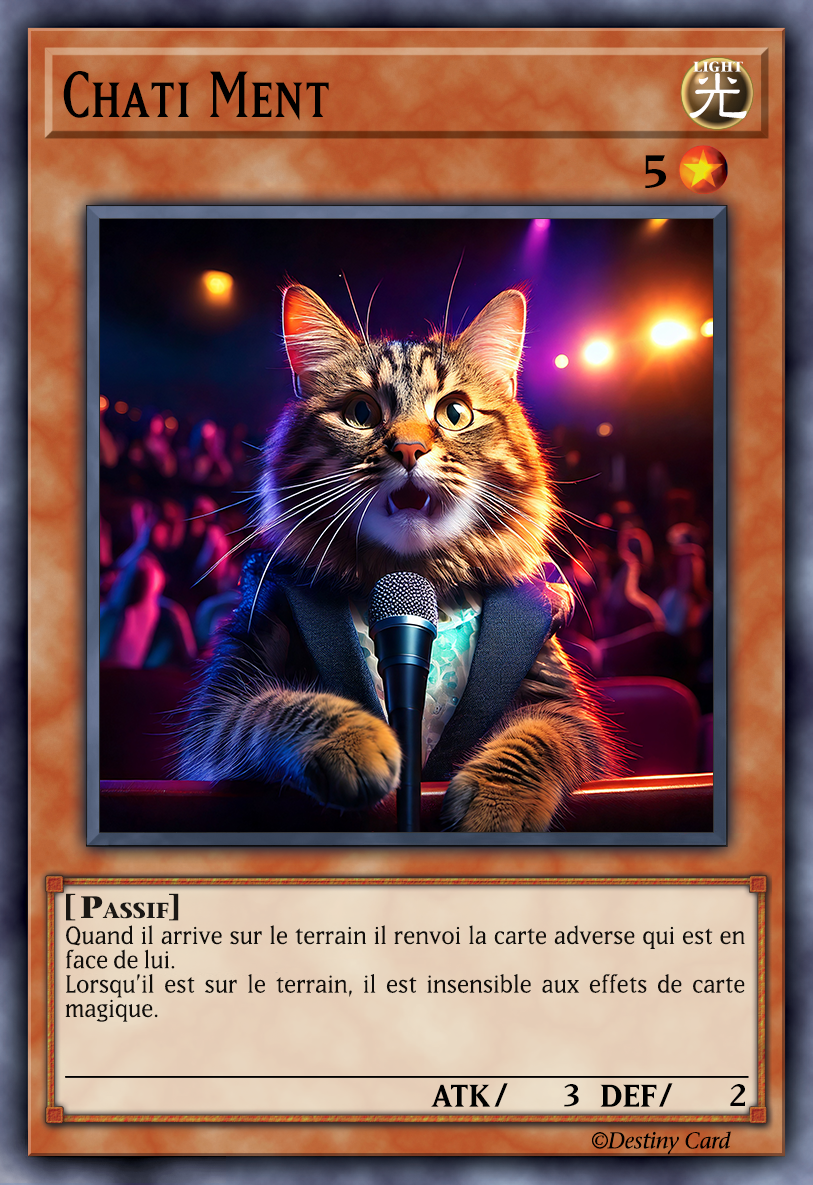 Chati Ment
LIGHT
光
5
[Passif]
Quand il arrive sur le terrain il renvoi la carte adverse qui est en
face de lui.
Lorsqu'il est sur le terrain, il est insensible aux effets de carte
magique.
ATK/ 3 DEF/ 2
©Destiny Card